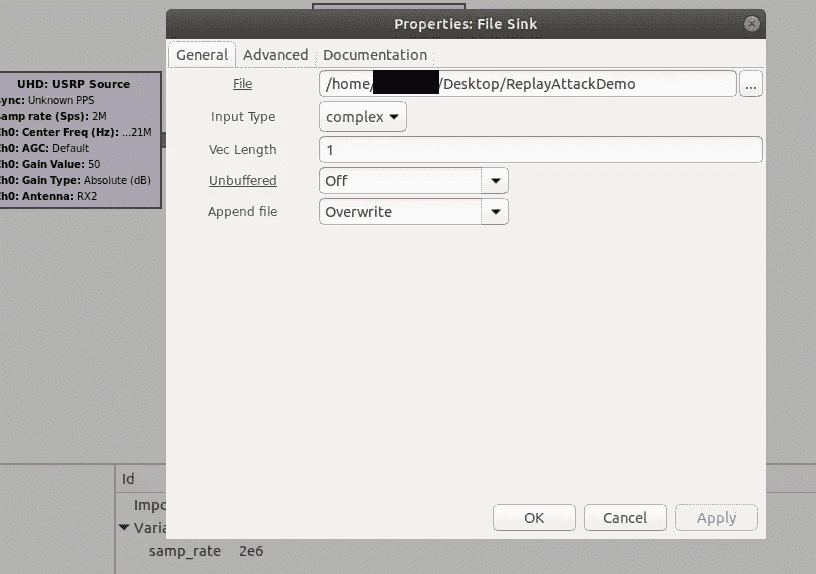 Properties: File Sink
General Advanced Documentation
File /home/ /Desktop/ReplayAttackDemo ...
Input Type complex
Vec Length 1
Unbuffered Off
Append file Overwrite
OK Cancel Apply
UHD: USRP Source
ync: Unknown PPS
amp rate (Sps): 2M
h0: Center Freq (Hz): ...21M
h0: AGC: Default
h0: Gain Value: 50
h0: Gain Type: Absolute (dB)
h0: Antenna: RX2
Id
Impo
Varia
samp_rate 2e6